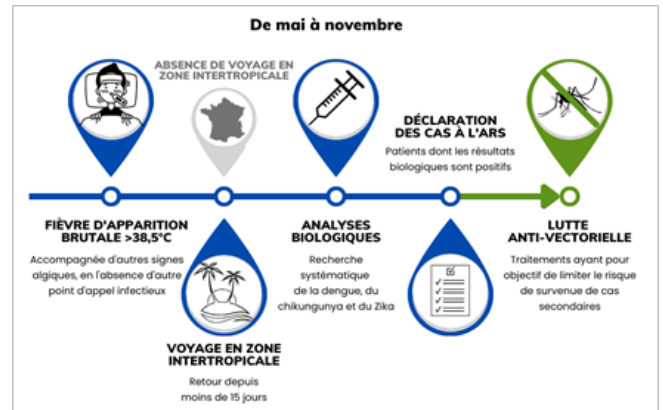 De mai à novembre
ABSENCE DE VOYAGE EN
ZONE INTERTROPICALE
FIÈVRE D'APPARITION
BRUTALE >38,5°C
Accompagnée d'autres signes
algiques, en l'absence d'autre
point d'appel infectieux
VOYAGE EN ZONE
INTERTROPICALE
Retour depuis
moins de 15 jours
ANALYSES
BIOLOGIQUES
Recherche
systématique
de la dengue, du
chikungunya et du Zika
DÉCLARATION
DES CAS À L'ARS
Patients dont les résultats
biologiques sont positifs
LUTTE
ANTI-VECTORIELLE
Traitements ayant pour
objectif de limiter le risque
de survenue de cas
secondaires